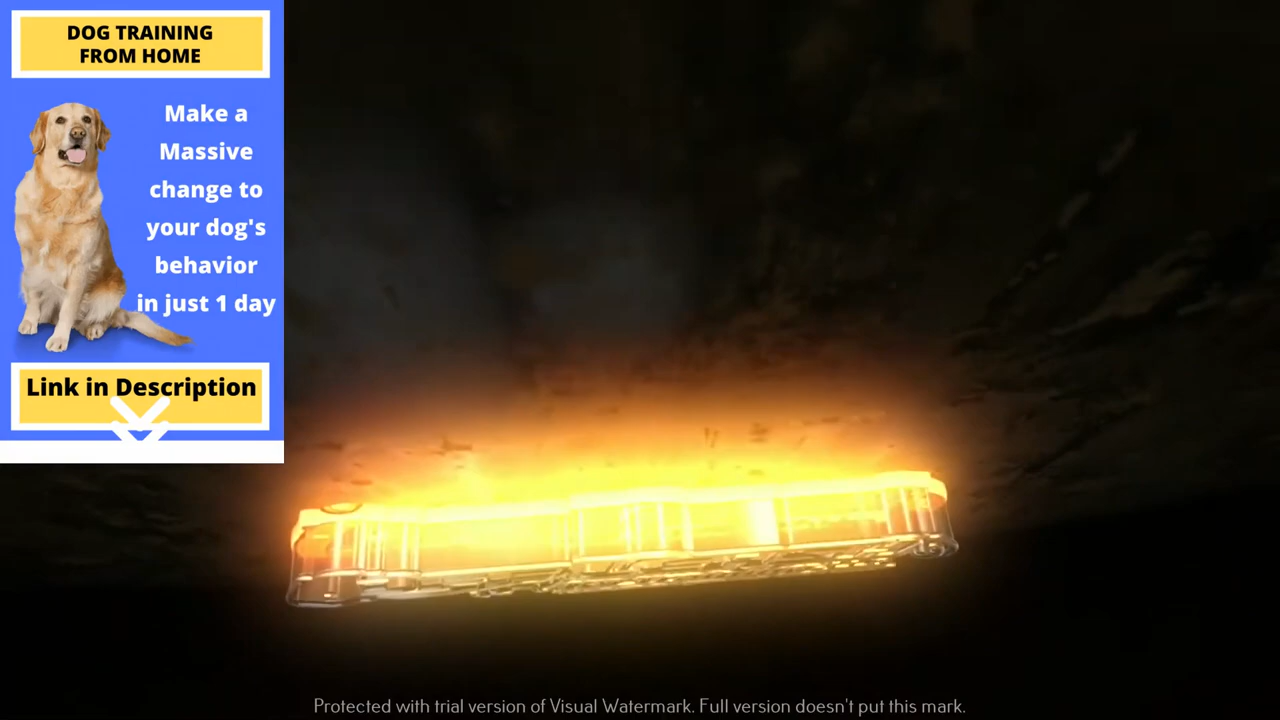 DOG TRAINING
FROM HOME
Make a
Massive
change to
your dog's
behavior
in just 1 day
Link in Description
Protected with trial version of Visual Watermark. Full version doesn't put this mark.